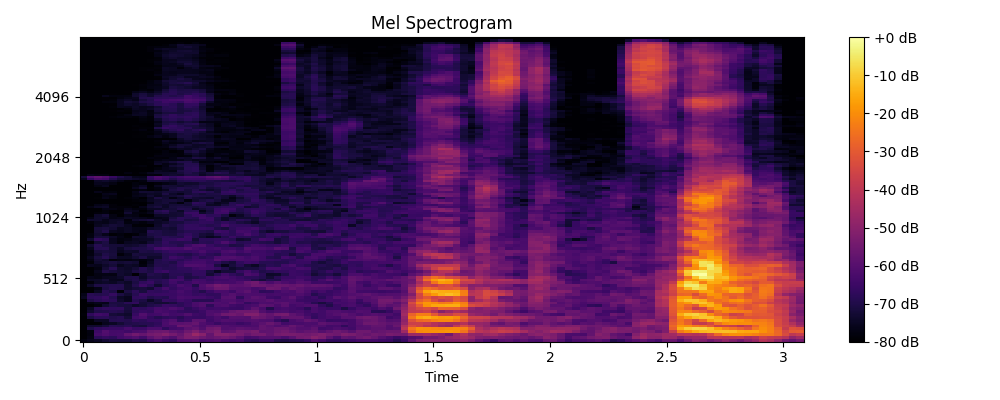 Mel Spectrogram
+0 dB
-10 dB
-20 dB
-30 dB
-40 dB
-50 dB
-60 dB
-70 dB
-80 dB
4096
2048
1024
512
0
Hz
0 0.5 1 1.5 2 2.5 3
Time